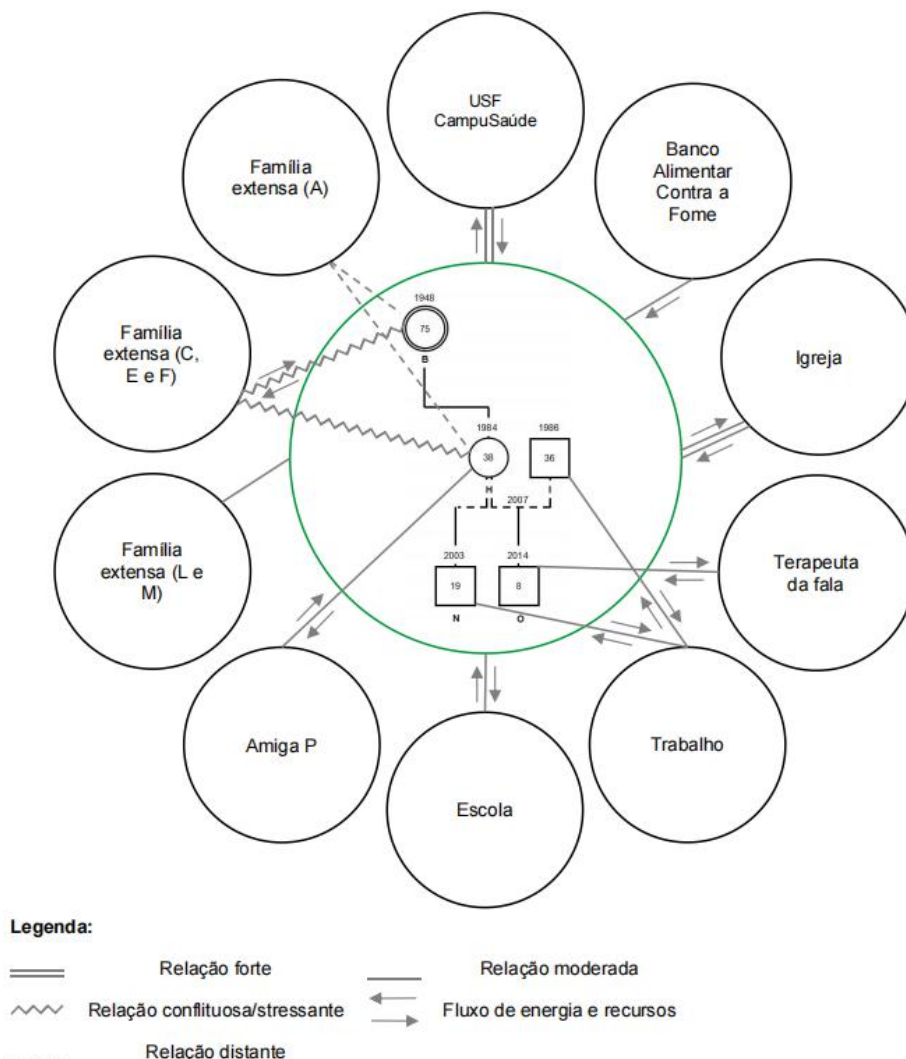 USF
CampuSaúde
Banco
Alimentar
Contra a
Fome
Família
extensa (A)
Família
extensa (C,
E e F)
Igreja
1948
75
B
1984
1986
38
36
H
I
2007
2003
2014
19
8
N
O
Família
extensa (L e
M)
Terapeuta
da fala
Amiga P
Escola
Trabalho
Legenda:
Relação forte
Relação moderada
Relação conflituosa/stressante
Fluxo de energia e recursos
Relação distante